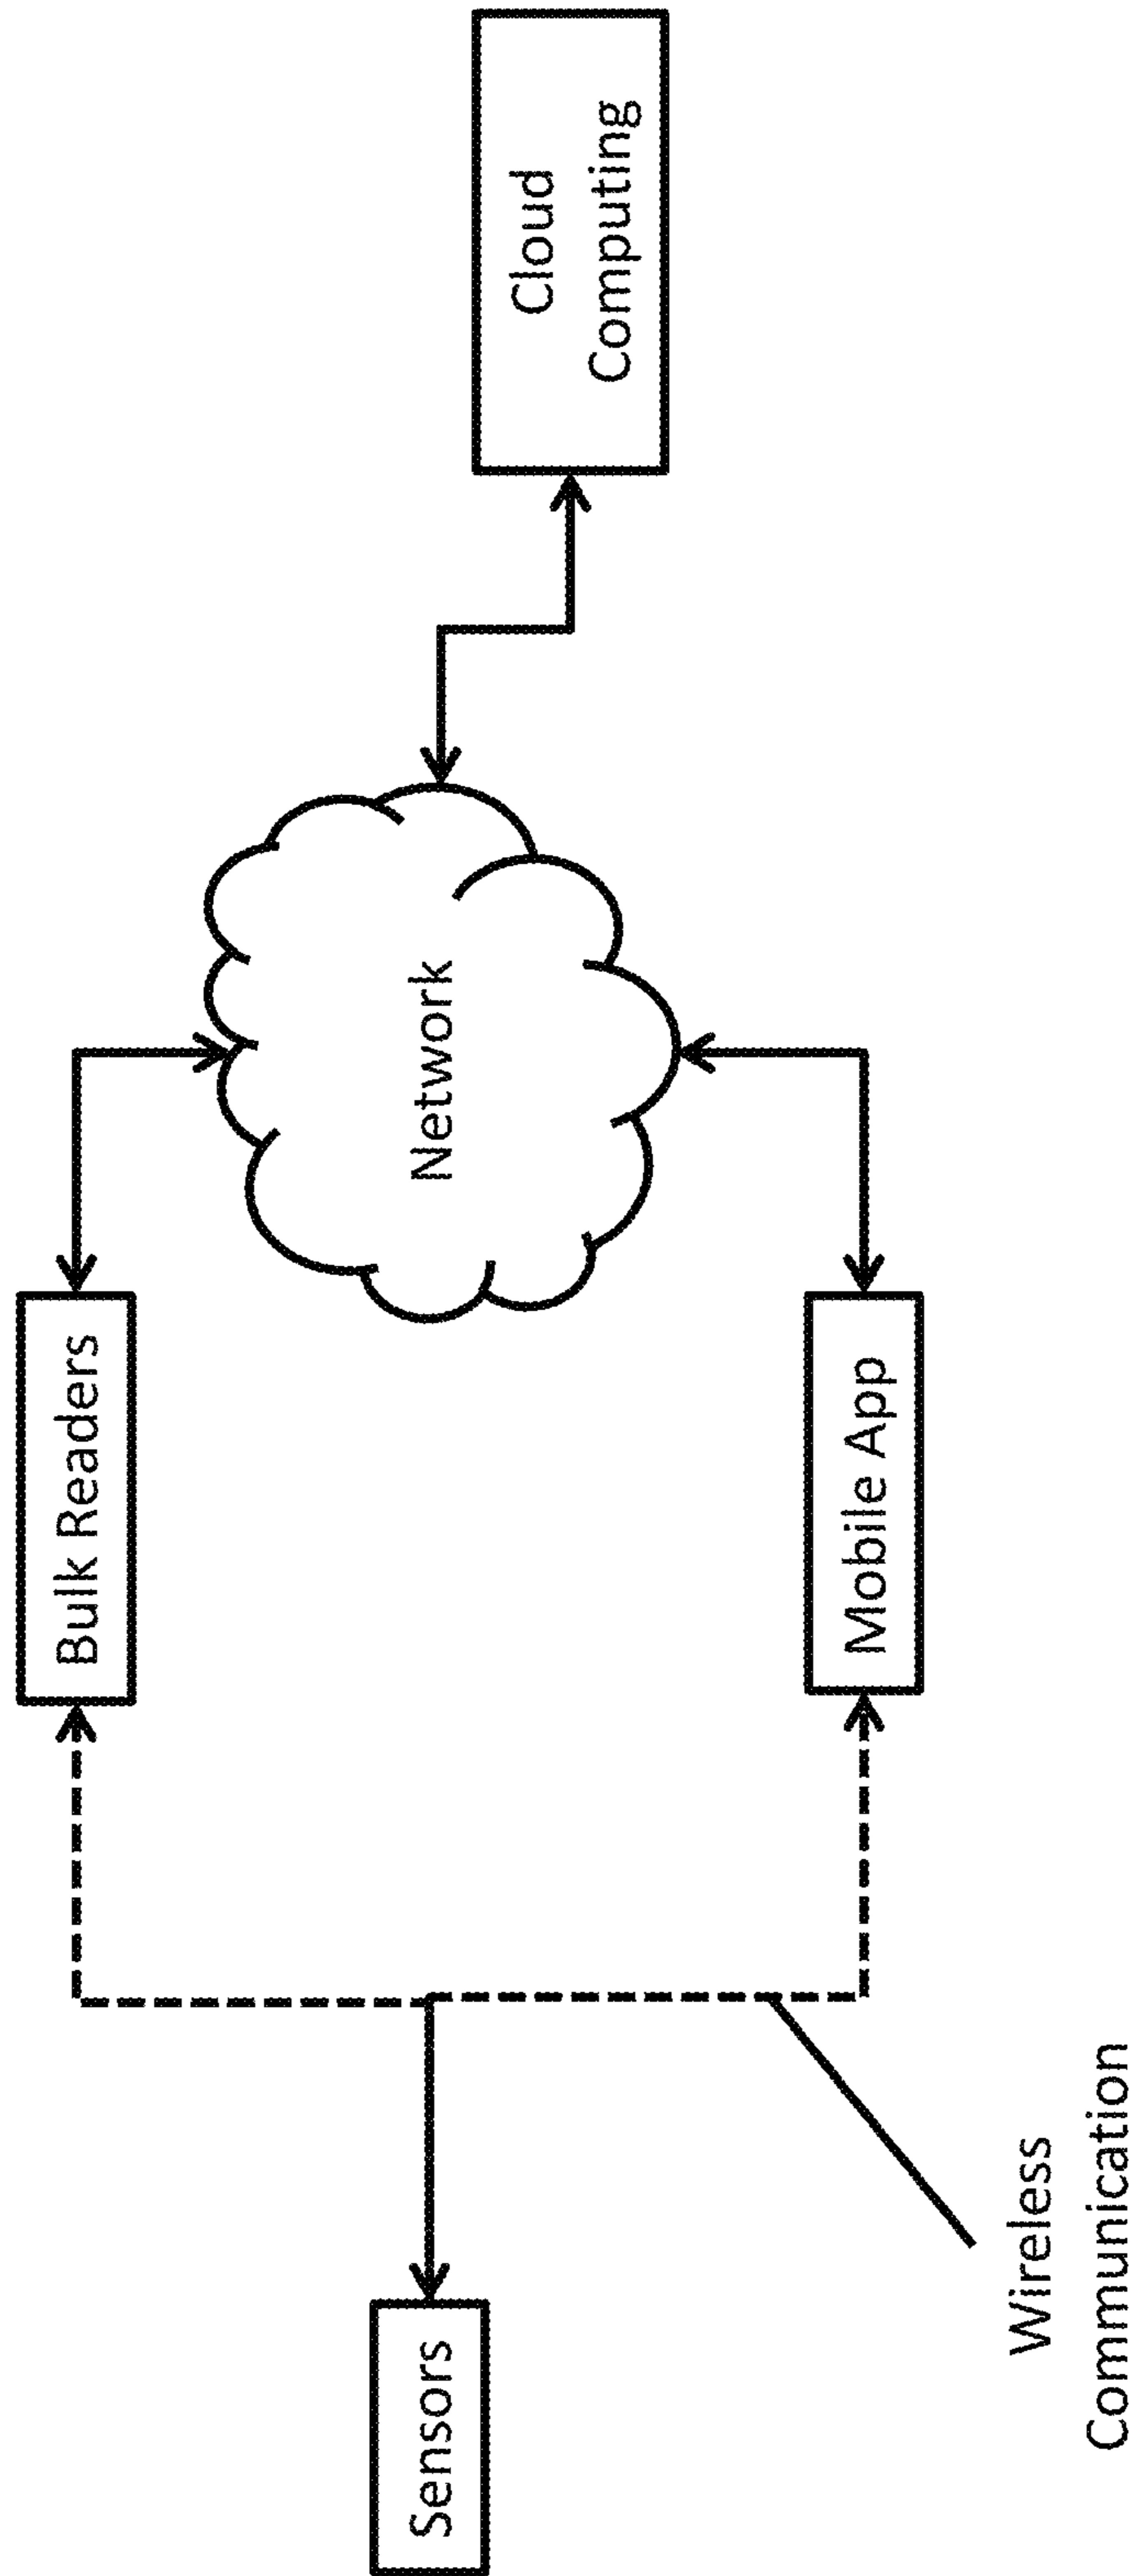 Bulk Readers
Sensors
Network
Cloud
Computing
Mobile App
Wireless
Communication